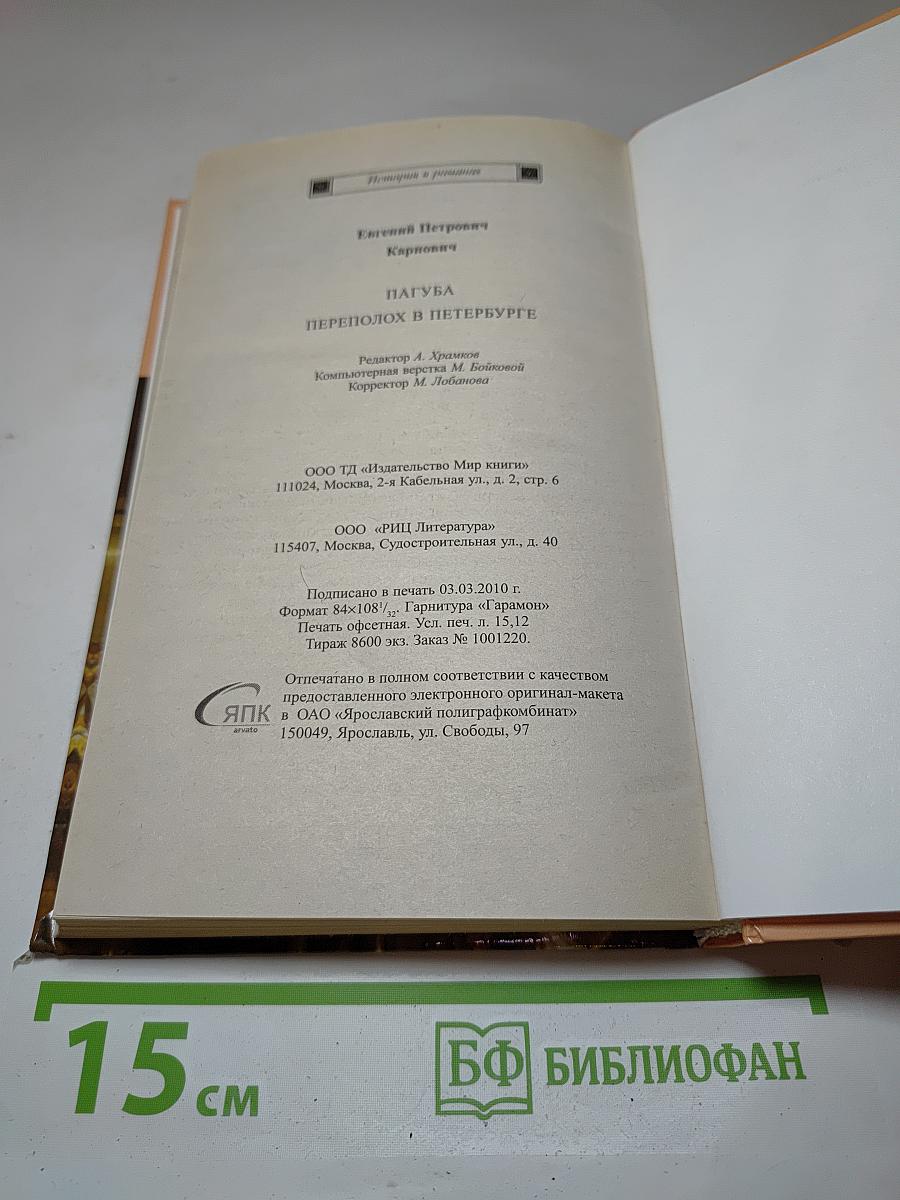 История в романах
Евгений Петрович
Карнович
ПАГУБА
ПЕРЕПОЛОХ В ПЕТЕРБУРГЕ
Редактор А. Храмков
Компьютерная верстка М. Бойковой
Корректор М. Лобанова
ООО ТД «Издательство Мир книги»
111024, Москва, 2-я Кабельная ул., д. 2, стр. 6
ООО «РИЦ Литература»
115407, Москва, Судостроительная ул., д. 40
Подписано в печать 03.03.2010 г.
Формат 84×108¹/₃₂. Гарнитура «Гарамон»
Печать офсетная. Усл. печ. л. 15,12
Тираж 8600 экз. Заказ № 1001220.
Отпечатано в полном соответствии с качеством
предоставленного электронного оригинал-макета
в ОАО «Ярославский полиграфкомбинат»
150049, Ярославль, ул. Свободы, 97
ЯПК
arvato
15 см
БФ БИБЛИОФАН